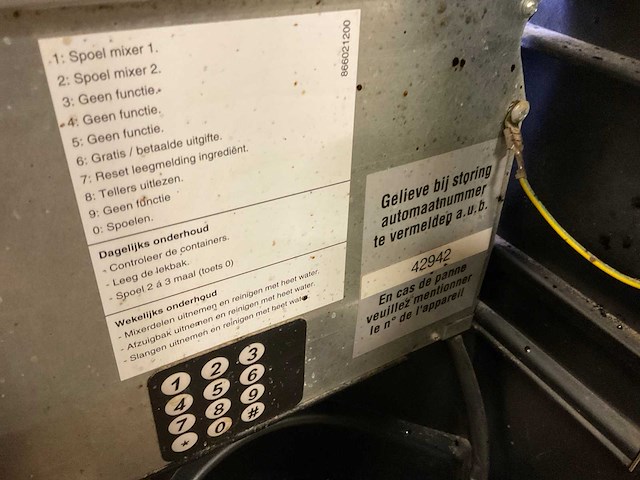 1: Spoel mixer 1.
2: Spoel mixer 2.
3: Geen functie.
4: Geen functie.
5: Geen functie.
6: Gratis / betaalde uitgifte.
7: Reset leegmelding ingrediënt.
8: Tellers uitlezen.
9: Geen functie
0: Spoelen.
866021200
Dagelijks onderhoud
- Controleer de containers.
- Leeg de lekbak.
- Spoel 2 á 3 maal (toets 0)
Wekelijks onderhoud
- Mixerdelen uitnemen en reinigen met heet water.
- Afzuigbak uitnemen en reinigen met heet water.
- Slangen uitnemen en reinigen met heet water.
Gelieve bij storing
automaatnummer
te vermelden a.u.b.
42942
En cas de panne
veuillez mentionner
le n° de l'appareil
1 2 3
4 5 6
7 8 9
* 0 #